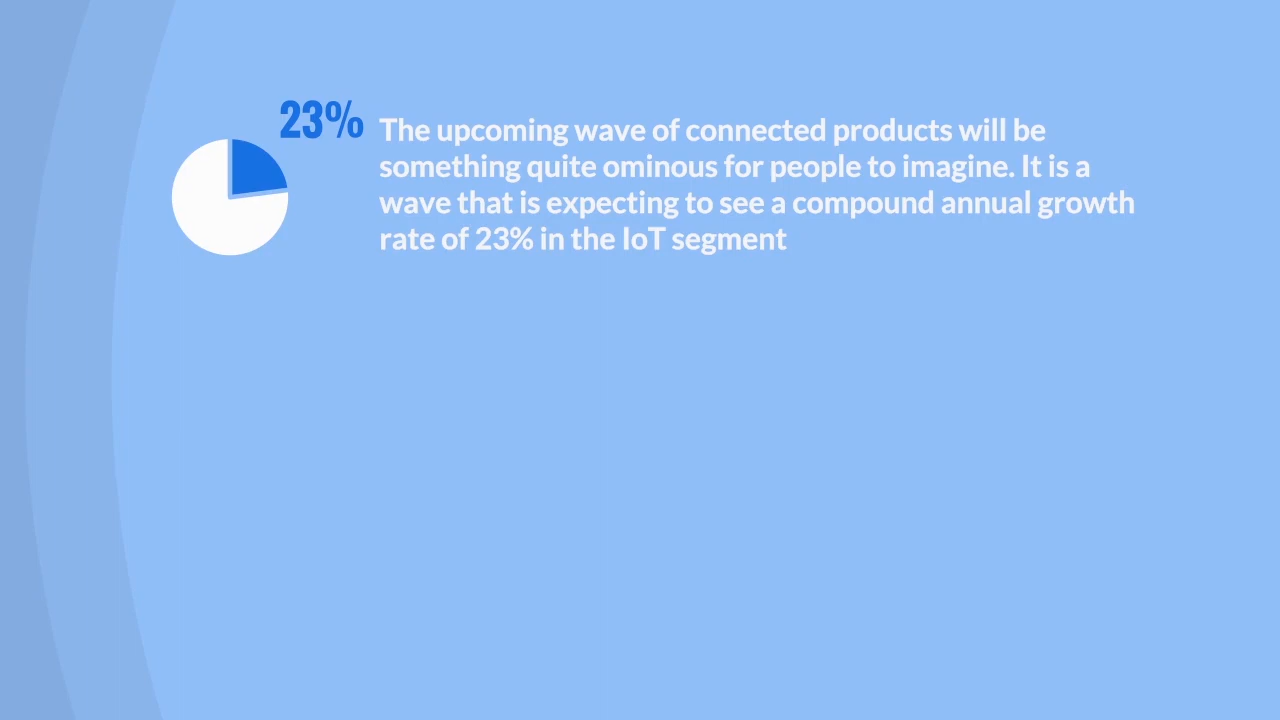 23%
The upcoming wave of connected products will be
something quite ominous for people to imagine. It is a
wave that is expecting to see a compound annual growth
rate of 23% in the IoT segment